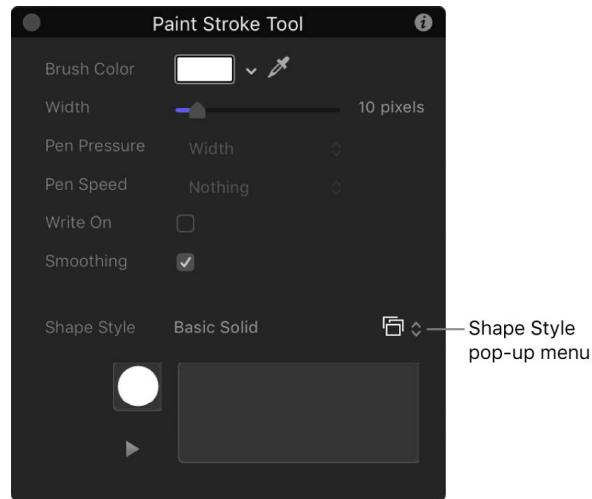 Paint Stroke Tool
Brush Color
Width 10 pixels
Pen Pressure Width
Pen Speed Nothing
Write On
Smoothing
Shape Style Basic Solid
Shape Style
pop-up menu